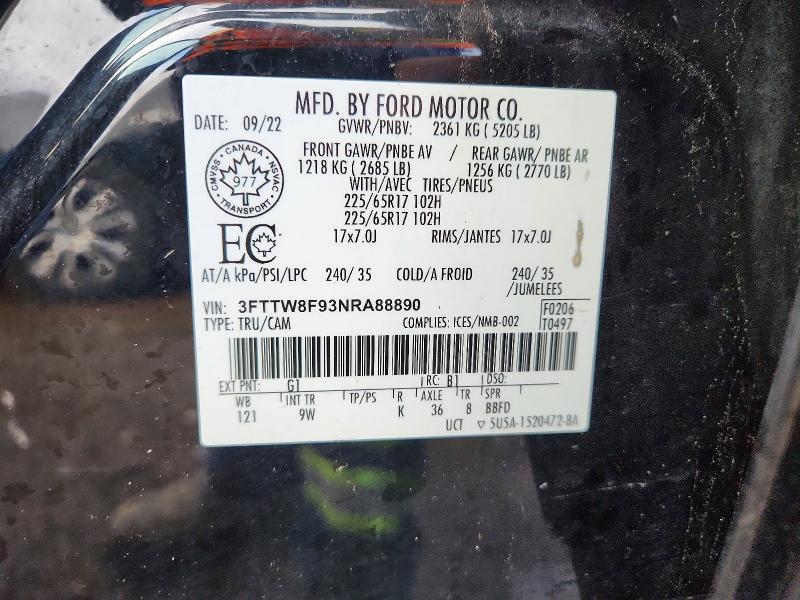 MFD. BY FORD MOTOR CO.
DATE: 09/22 GVWR/PNBV: 2361 KG ( 5205 LB)
FRONT GAWR/PNBE AV / REAR GAWR/ PNBE AR
1218 KG ( 2685 LB) 1256 KG ( 2770 LB)
WITH/AVEC TIRES/PNEUS
225/65R17 102H
225/65R17 102H
17x7.0J RIMS/JANTES 17x7.0J
CANADA
CMVSS NSVAC
977
TRANSPORT
EC
AT/A kPa/PSI/LPC 240/ 35 COLD/A FROID 240/ 35
/JUMELEES
VIN: 3FTTW8F93NRA88890 F0206
TYPE: TRU/CAM COMPLIES: ICES/NMB-002 T0497
EXT PNT: G1 RC: B1 DSO:
WB INT TR TP/PS R AXLE TR SPR
121 9W K 36 8 BBFD
UCT ▽ 5U5A-1520472-BA